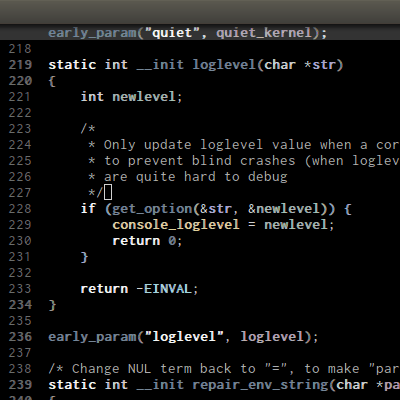 early_param("quiet", quiet_kernel);
218
219 static int __init loglevel(char *str)
220 {
221     int newlevel;
222
223     /*
224      * Only update loglevel value when a cor
225      * to prevent blind crashes (when loglev
226      * are quite hard to debug
227      */
228     if (get_option(&str, &newlevel)) {
229         console_loglevel = newlevel;
230         return 0;
231     }
232
233     return -EINVAL;
234 }
235
236 early_param("loglevel", loglevel);
237
238 /* Change NUL term back to "=", to make "par
239 static int __init repair_env_string(char *pa
240 {